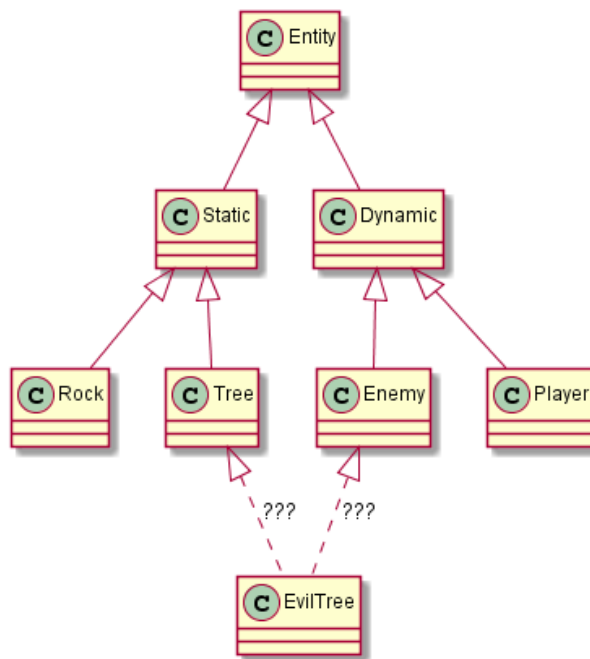 C Entity
C Static
C Dynamic
C Rock
C Tree
C Enemy
C Player
???
???
C EvilTree